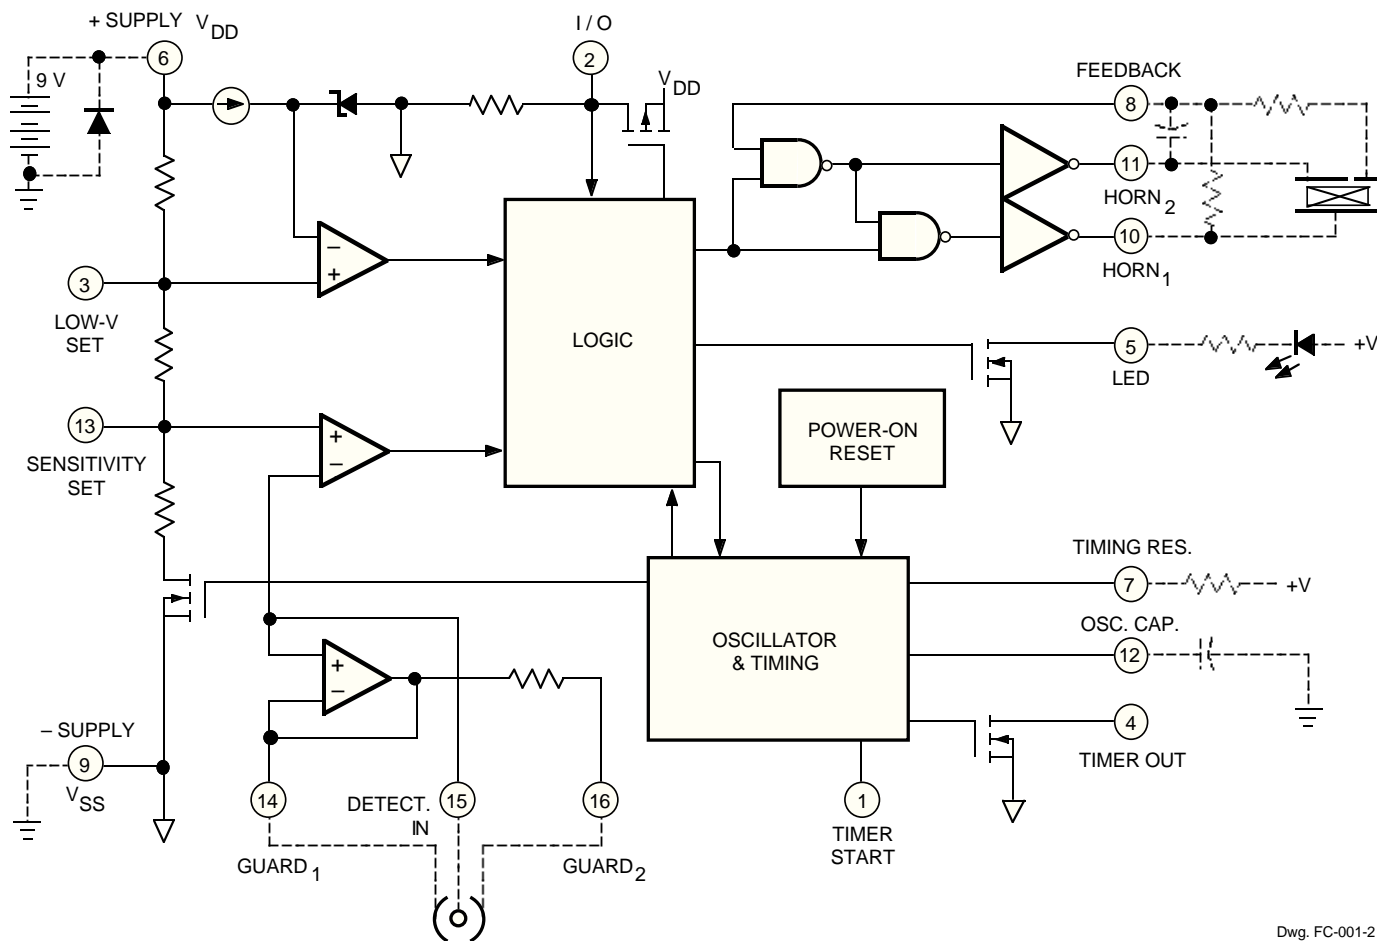 + SUPPLY V DD
I / O
6
2
9 V
V DD
FEEDBACK
8
11
HORN 2
10
HORN 1
3
LOW-V
SET
–
+
LOGIC
5
LED
+V
13
SENSITIVITY
SET
+
–
POWER-ON
RESET
TIMING RES.
7
+V
OSC. CAP.
12
OSCILLATOR
& TIMING
+
–
4
TIMER OUT
– SUPPLY
9
V SS
14
DETECT.
IN
15
16
1
TIMER
START
GUARD 1
GUARD 2
Dwg. FC-001-2